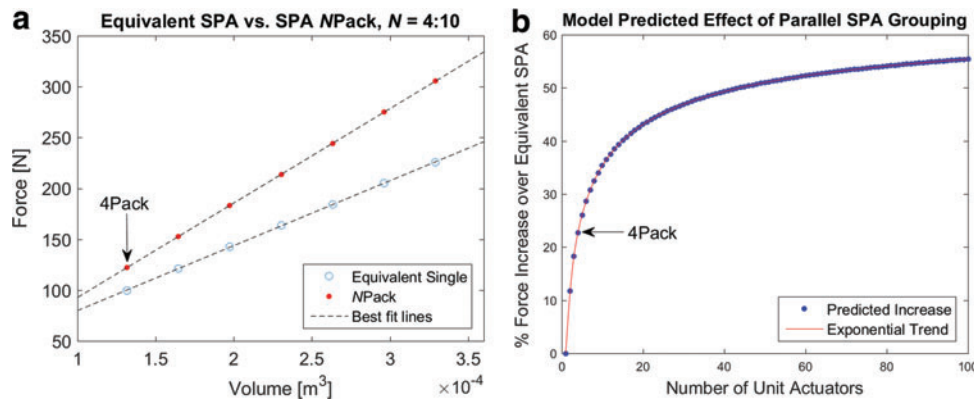 a
Equivalent SPA vs. SPA NPack, N = 4:10
Force [N]
350
300
250
200
150
100
50
4Pack
Equivalent Single
NPack
Best fit lines
1
1.5
2
2.5
3
3.5
Volume [m³]
×10⁻⁴
b
Model Predicted Effect of Parallel SPA Grouping
% Force Increase over Equivalent SPA
60
50
40
30
20
10
0
4Pack
Predicted Increase
Exponential Trend
0
20
40
60
80
100
Number of Unit Actuators